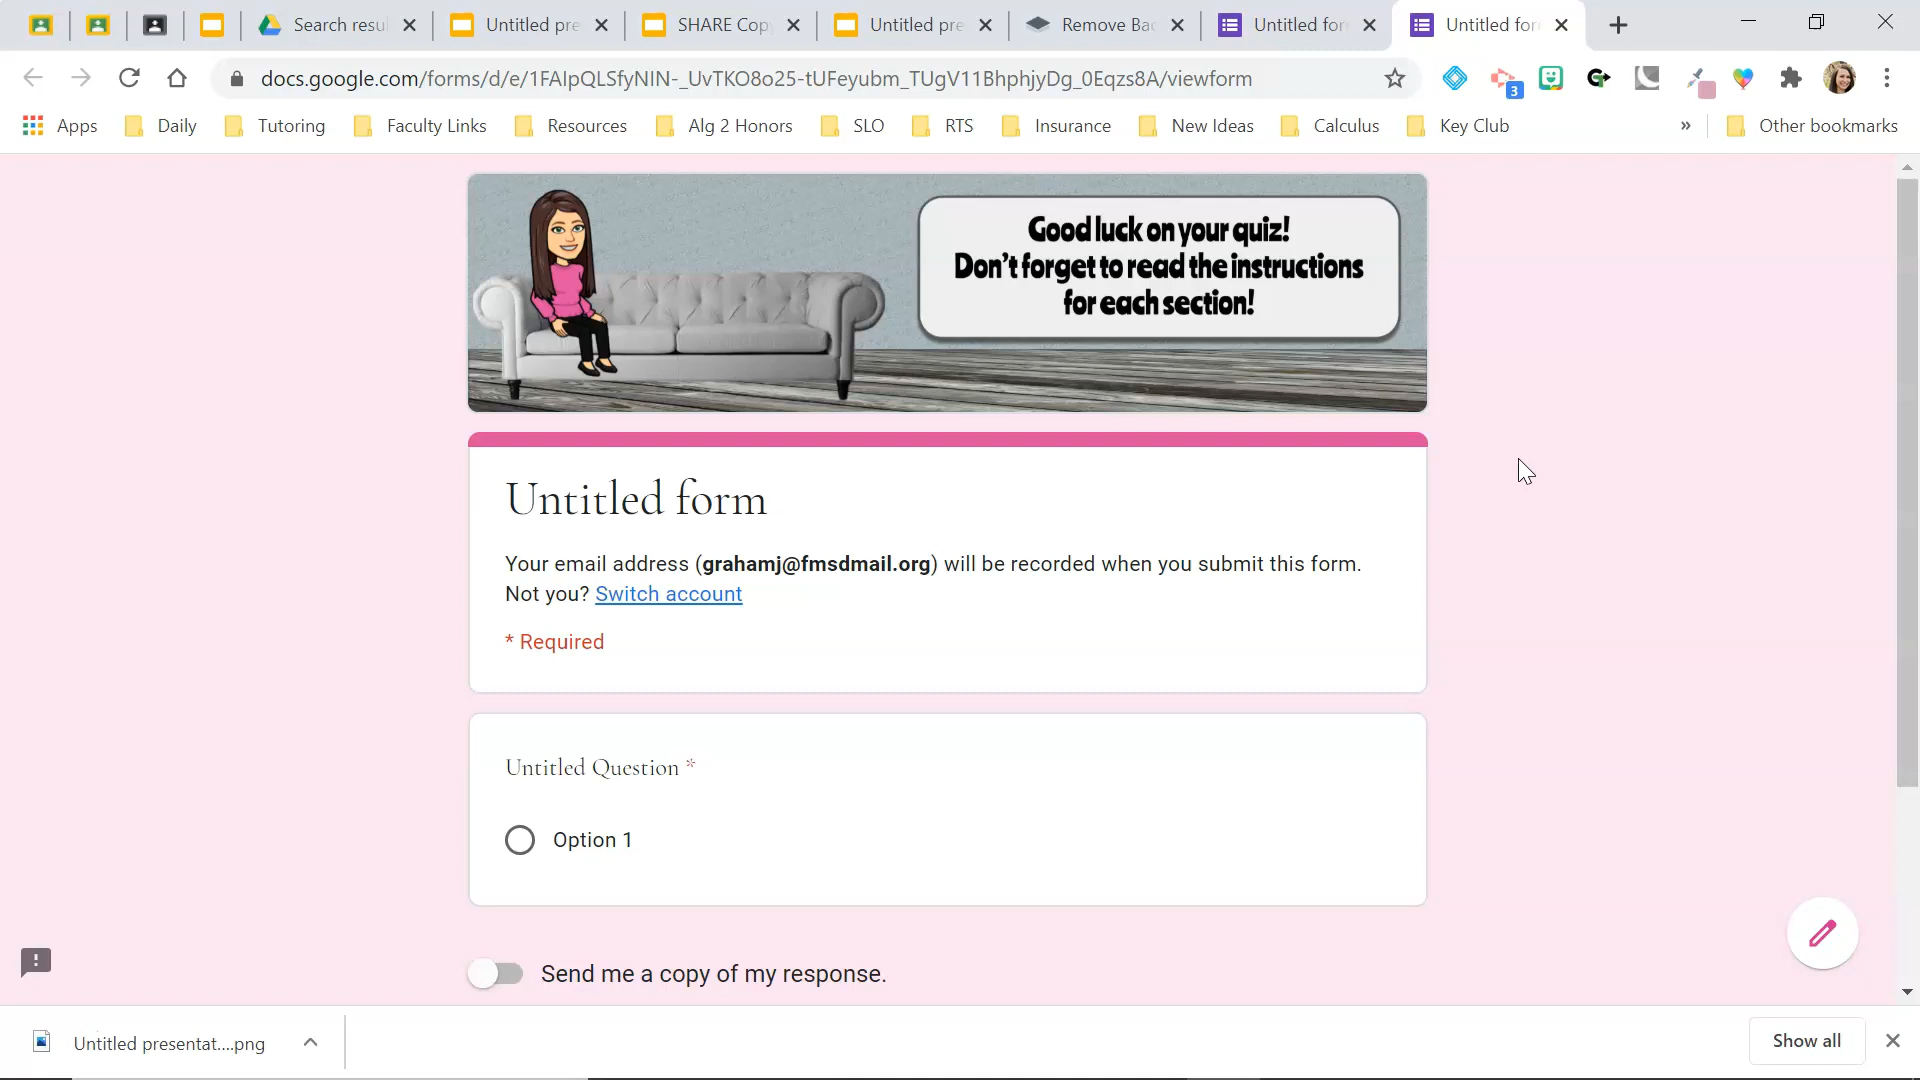 Search resu
Untitled pre
SHARE Copy
Untitled pre
Remove Bac
Untitled for
Untitled for
docs.google.com/forms/d/e/1FAIpQLSfyNIN-_UvTKO8o25-tUFeyubm_TUgV11BhphjyDg_0Eqzs8A/viewform
3
Apps
Daily
Tutoring
Faculty Links
Resources
Alg 2 Honors
SLO
RTS
Insurance
New Ideas
Calculus
Key Club
»
Other bookmarks
Good luck on your quiz!
Don't forget to read the instructions
for each section!
Untitled form
Your email address (grahamj@fmsdmail.org) will be recorded when you submit this form.
Not you? Switch account
* Required
Untitled Question *
Option 1
Send me a copy of my response.
Untitled presentat....png
Show all